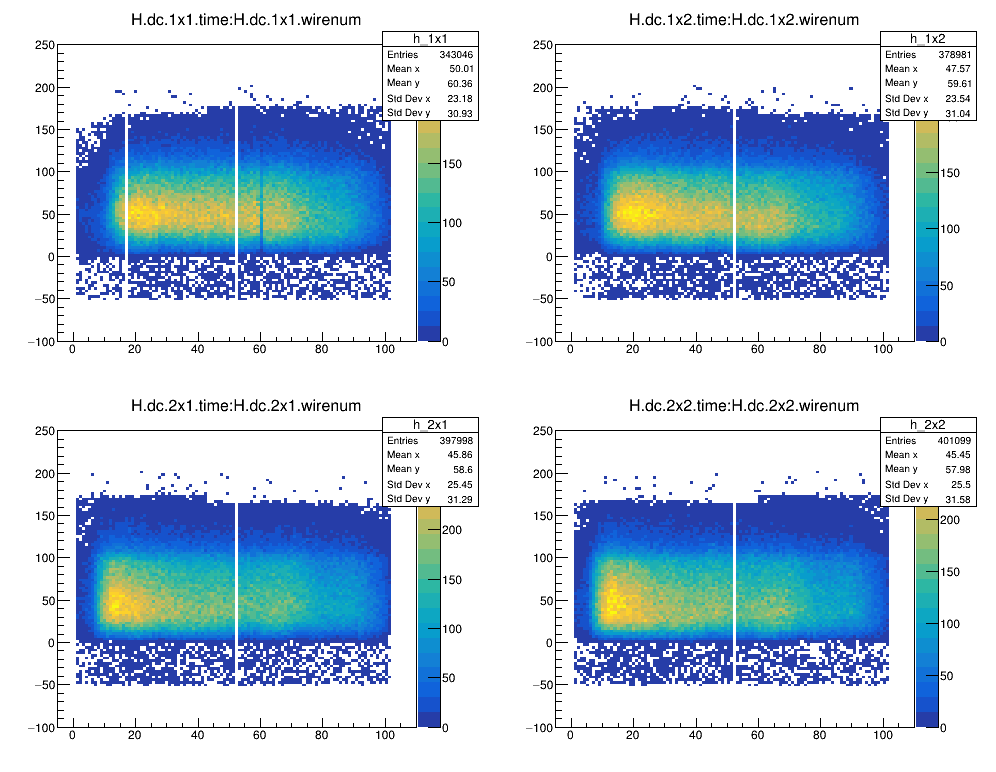 H.dc.1x1.time:H.dc.1x1.wirenum
h_1x1
Entries 343046
Mean x 50.01
Mean y 60.36
Std Dev x 23.18
Std Dev y 30.93
250
200
150
100
50
0
−50
−100
0 20 40 60 80 100
150
100
50
0
H.dc.1x2.time:H.dc.1x2.wirenum
h_1x2
Entries 378981
Mean x 47.57
Mean y 59.61
Std Dev x 23.54
Std Dev y 31.04
250
200
150
100
50
0
−50
−100
0 20 40 60 80 100
150
100
50
0
H.dc.2x1.time:H.dc.2x1.wirenum
h_2x1
Entries 397998
Mean x 45.86
Mean y 58.6
Std Dev x 25.45
Std Dev y 31.29
250
200
150
100
50
0
−50
−100
0 20 40 60 80 100
200
150
100
50
0
H.dc.2x2.time:H.dc.2x2.wirenum
h_2x2
Entries 401099
Mean x 45.45
Mean y 57.98
Std Dev x 25.5
Std Dev y 31.58
250
200
150
100
50
0
−50
−100
0 20 40 60 80 100
200
150
100
50
0